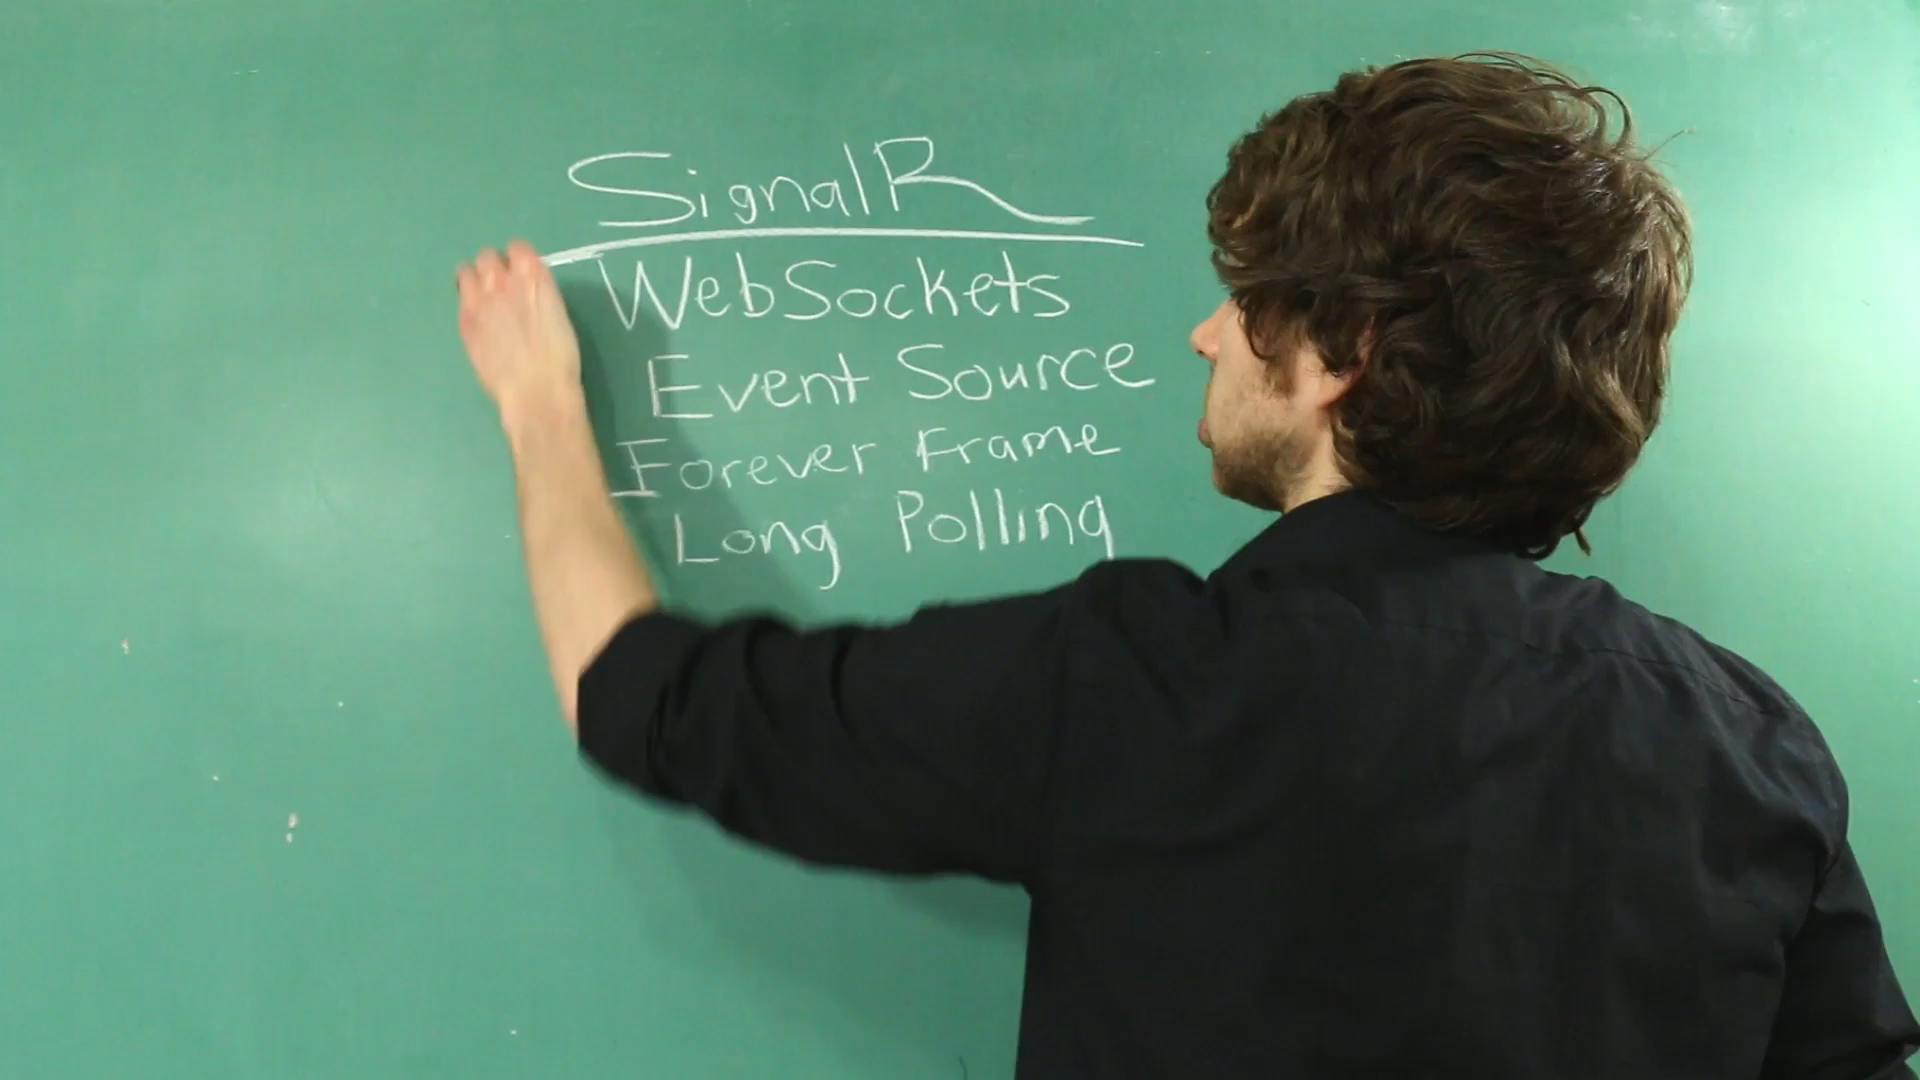 SignalR
WebSockets
Event Source
Forever Frame
Long Polling